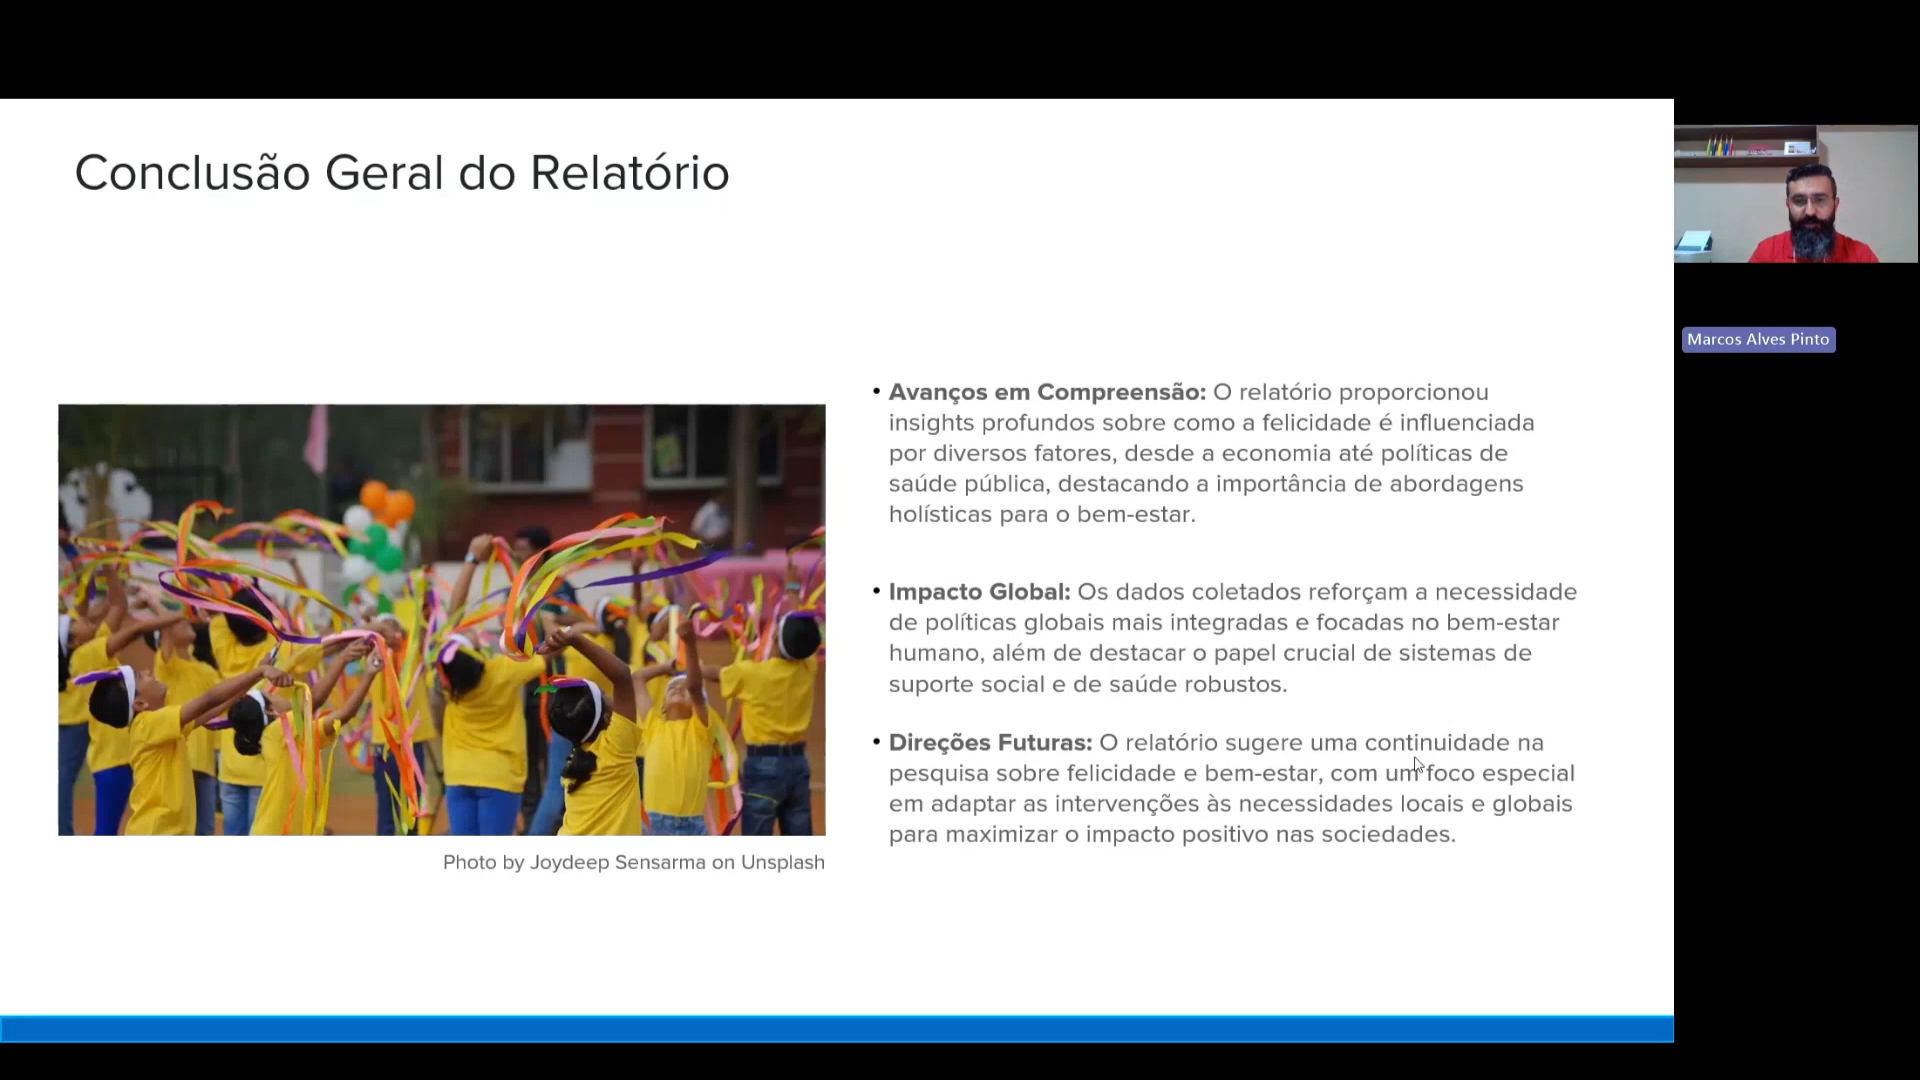 Conclusão Geral do Relatório
• Avanços em Compreensão: O relatório proporcionou
insights profundos sobre como a felicidade é influenciada
por diversos fatores, desde a economia até políticas de
saúde pública, destacando a importância de abordagens
holísticas para o bem-estar.
• Impacto Global: Os dados coletados reforçam a necessidade
de políticas globais mais integradas e focadas no bem-estar
humano, além de destacar o papel crucial de sistemas de
suporte social e de saúde robustos.
• Direções Futuras: O relatório sugere uma continuidade na
pesquisa sobre felicidade e bem-estar, com um foco especial
em adaptar as intervenções às necessidades locais e globais
para maximizar o impacto positivo nas sociedades.
Photo by Joydeep Sensarma on Unsplash
Marcos Alves Pinto